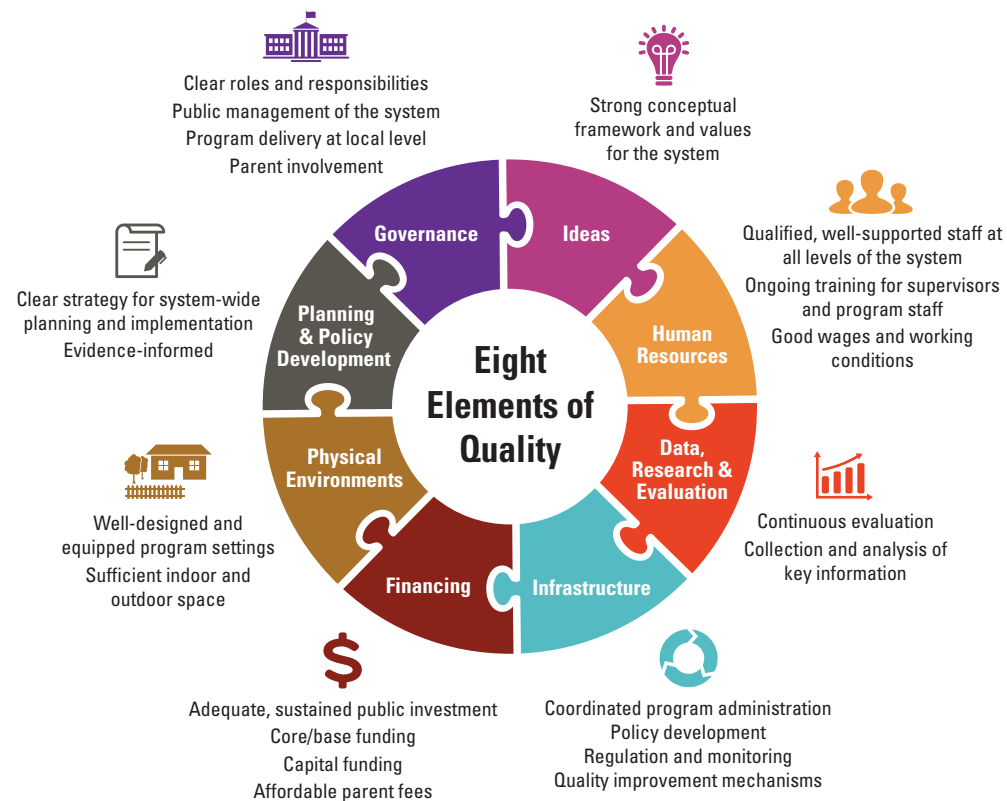 Clear roles and responsibilities
Public management of the system
Program delivery at local level
Parent involvement
Strong conceptual
framework and values
for the system
Qualified, well-supported staff at
all levels of the system
Ongoing training for supervisors
and program staff
Good wages and working
conditions
Clear strategy for system-wide
planning and implementation
Evidence-informed
Governance
Ideas
Planning
& Policy
Development
Human
Resources
Eight
Elements of
Quality
Physical
Environments
Data,
Research &
Evaluation
Financing
Infrastructure
Well-designed and
equipped program settings
Sufficient indoor and
outdoor space
Continuous evaluation
Collection and analysis of
key information
$
Adequate, sustained public investment
Core/base funding
Capital funding
Affordable parent fees
Coordinated program administration
Policy development
Regulation and monitoring
Quality improvement mechanisms